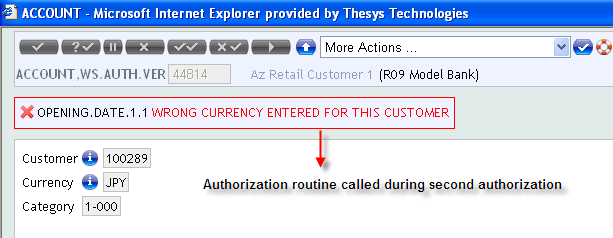 ACCOUNT - Microsoft Internet Explorer provided by Thesys Technologies
More Actions ...
ACCOUNT,WS.AUTH.VER 44814 Az Retail Customer 1 (R09 Model Bank)
OPENING.DATE.1.1 WRONG CURRENCY ENTERED FOR THIS CUSTOMER
Customer 100289
Currency JPY
Category 1-000
Authorization routine called during second authorization